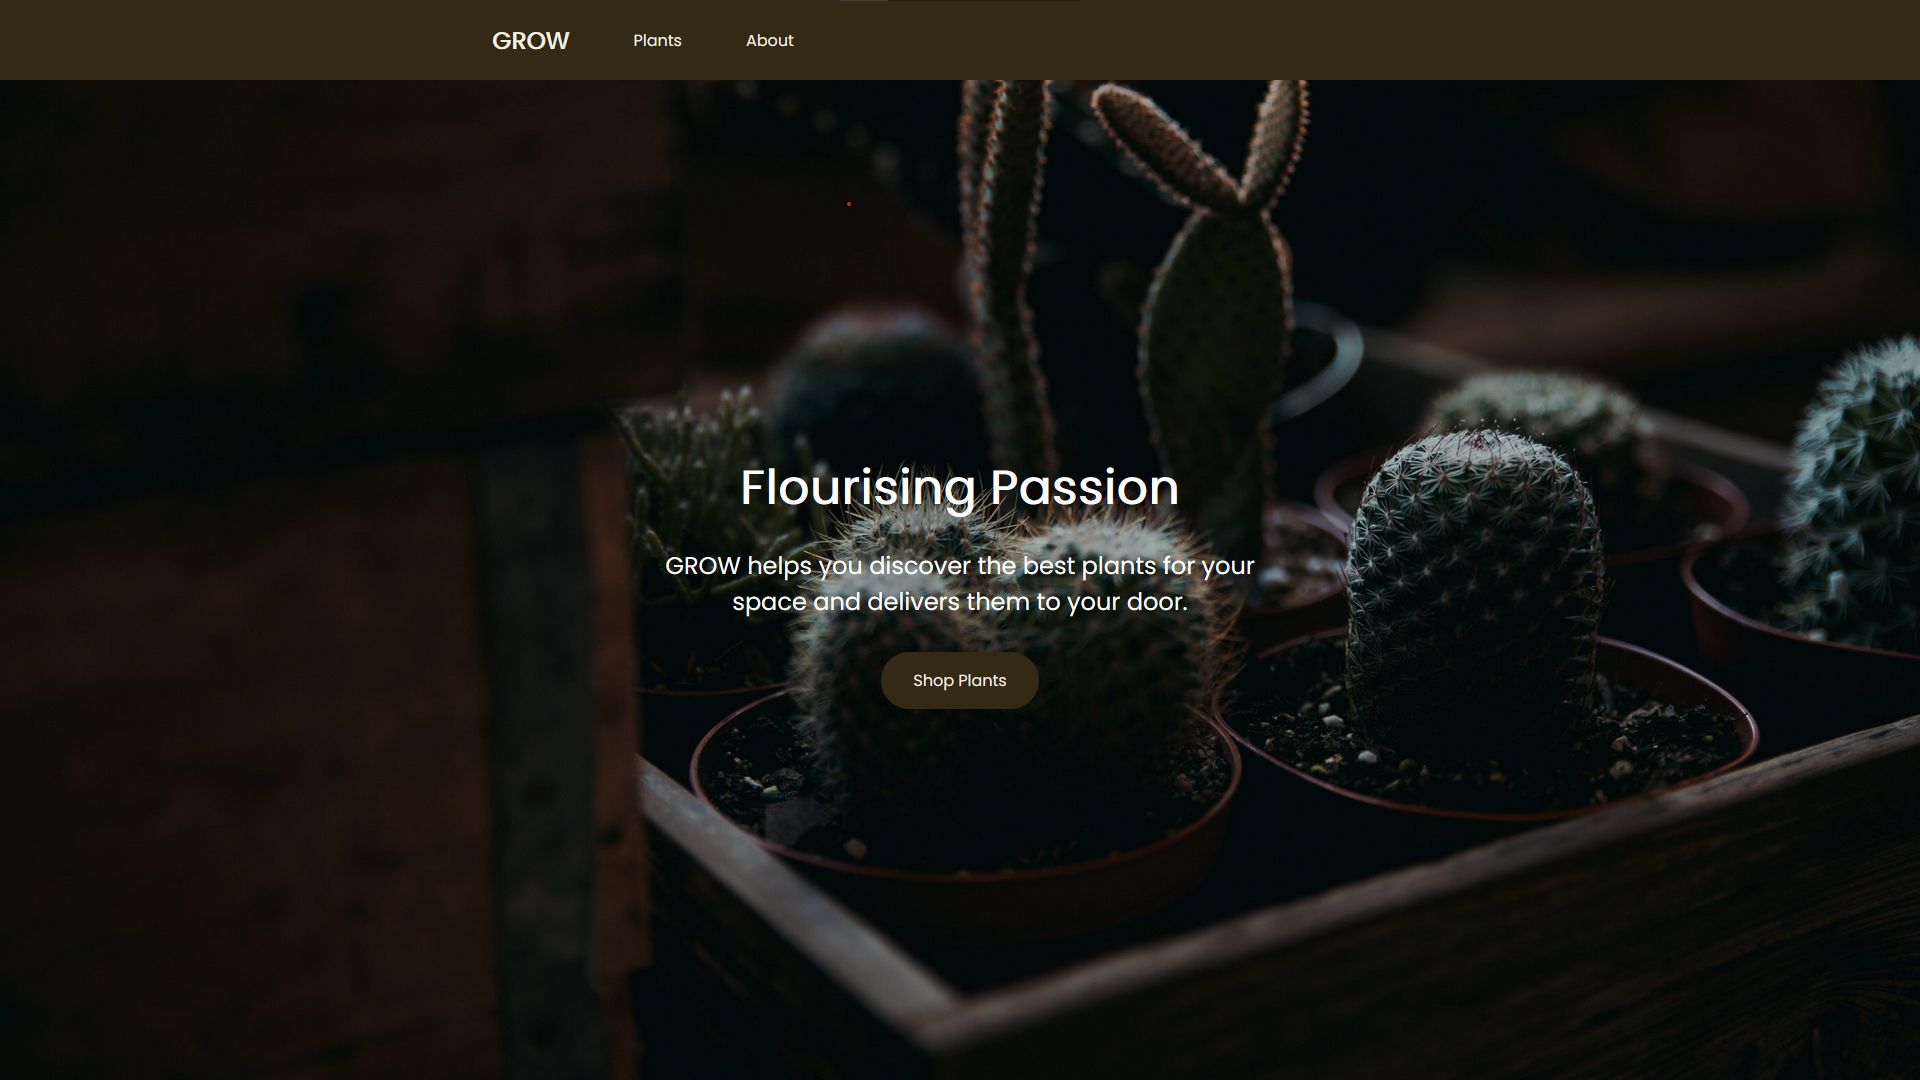 GROW
Plants
About
Flourising Passion
GROW helps you discover the best plants for your
space and delivers them to your door.
Shop Plants